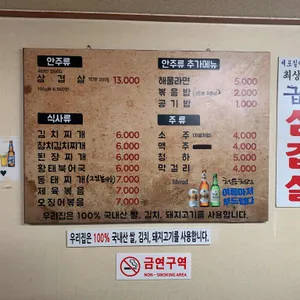 안주류
삼겹살 13,000
식사류
김치찌개 6,000
참치김치찌개 6,000
된장찌개 6,000
황태북어국 6,000
동태찌개 7,000
제육볶음 7,000
오징어볶음 7,000
안주류 추가메뉴
해물라면 5,000
볶음밥 2,000
공기밥 1,000
주류
소주 4,000
맥주 4,000
청하 5,000
막걸리 4,000
우리집은 100% 국내산 쌀, 김치, 돼지고기를 사용합니다.
우리집은 100% 국내산 쌀, 김치, 돼지고기를 사용합니다.
금연구역
NON-SMOKING AREA